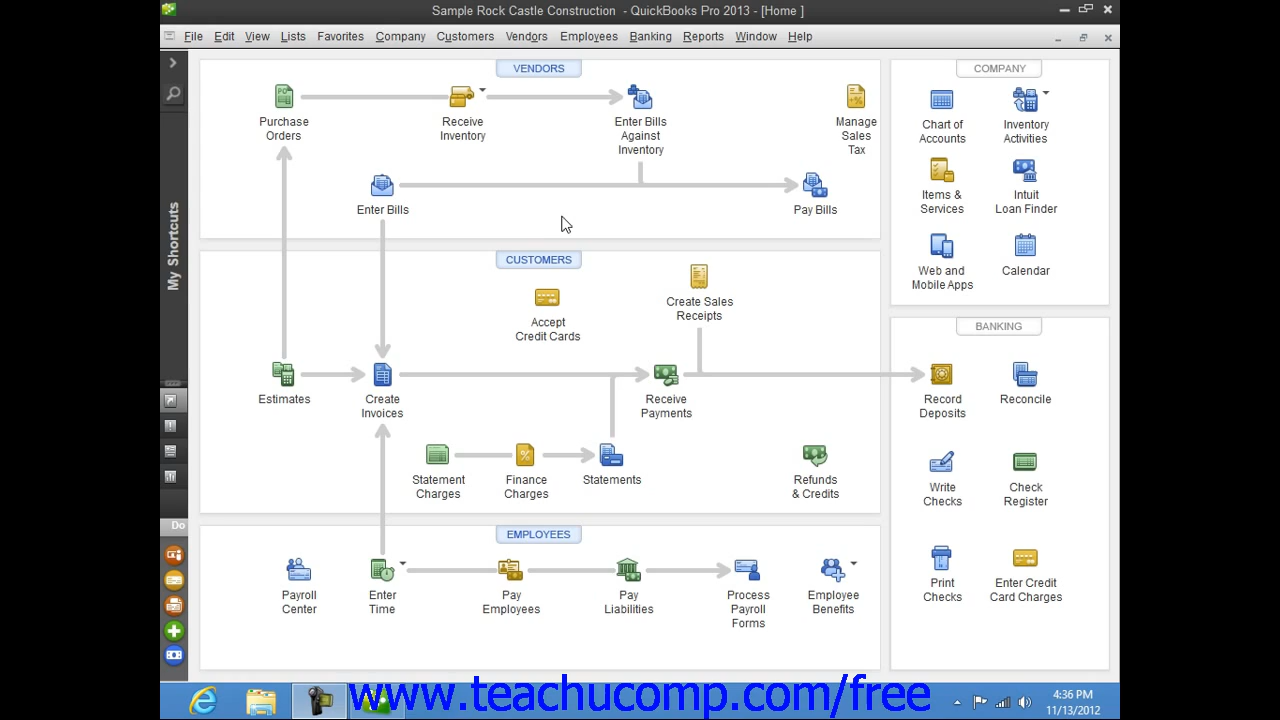 Sample Rock Castle Construction - QuickBooks Pro 2013 - [Home ]
File Edit View Lists Favorites Company Customers Vendors Employees Banking Reports Window Help
My Shortcuts
Do
VENDORS
Purchase
Orders
Receive
Inventory
Enter Bills
Against
Inventory
Manage
Sales
Tax
Enter Bills
Pay Bills
CUSTOMERS
Accept
Credit Cards
Create Sales
Receipts
Estimates
Create
Invoices
Receive
Payments
Statement
Charges
Finance
Charges
Statements
Refunds
& Credits
EMPLOYEES
Payroll
Center
Enter
Time
Pay
Employees
Pay
Liabilities
Process
Payroll
Forms
Employee
Benefits
COMPANY
Chart of
Accounts
Inventory
Activities
Items &
Services
Intuit
Loan Finder
Web and
Mobile Apps
Calendar
BANKING
Record
Deposits
Reconcile
Write
Checks
Check
Register
Print
Checks
Enter Credit
Card Charges
www.teachucomp.com/free
4:36 PM
11/13/2012